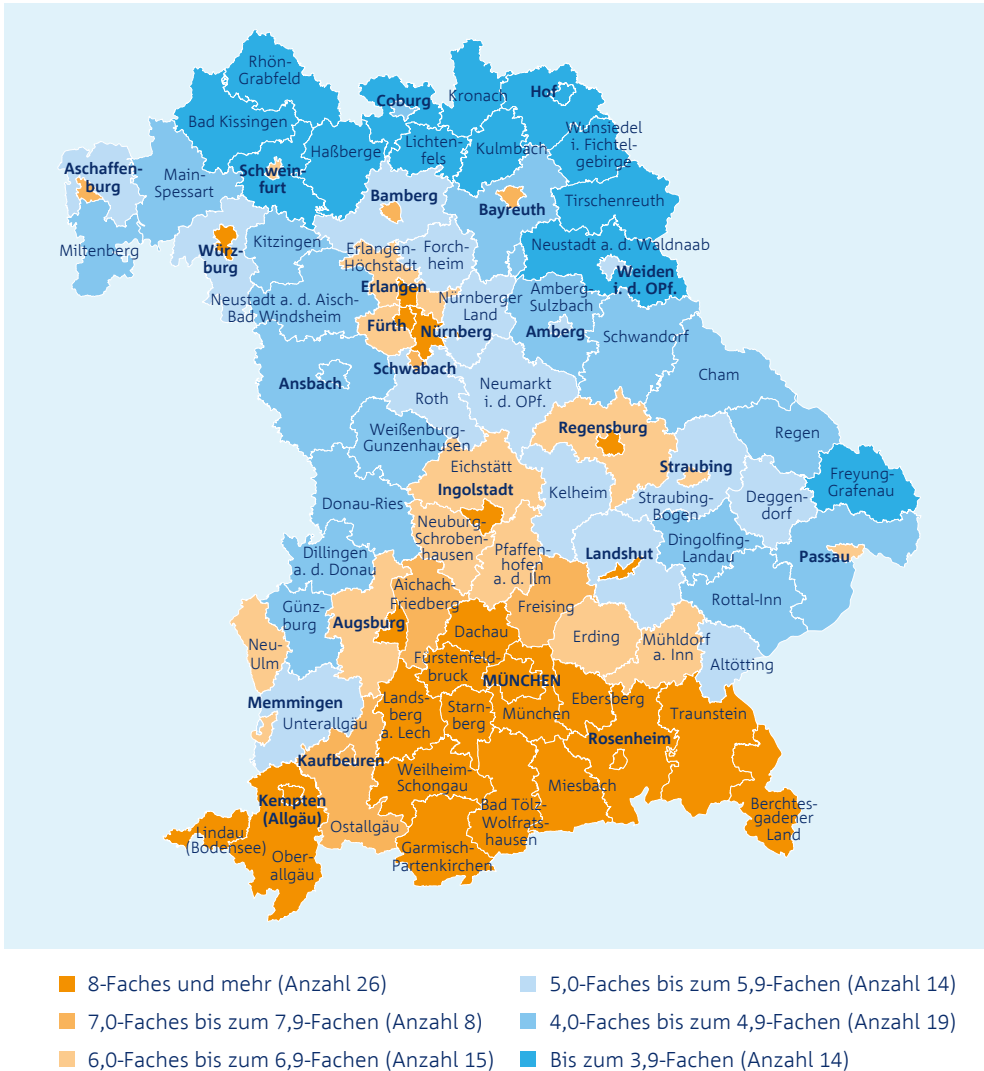 Rhön-
Grabfeld
Coburg
Kronach
Hof
Bad Kissingen
Wunsiedel
i. Fichtel-
gebirge
Lichten-
fels
Kulmbach
Haßberge
Aschaffen-
burg
Main-
Spessart
Schwein-
furt
Bamberg
Bayreuth
Tirschenreuth
Miltenberg
Würz-
burg
Kitzingen
Erlangen-
Höchstadt
Forch-
heim
Neustadt a. d. Waldnaab
Weiden
i. d. OPf.
Erlangen
Neustadt a. d. Aisch-
Bad Windsheim
Nürnberger
Land
Amberg-
Sulzbach
Fürth
Nürnberg
Amberg
Schwandorf
Schwabach
Ansbach
Roth
Neumarkt
i. d. OPf.
Cham
Weißenburg-
Gunzenhausen
Regensburg
Regen
Eichstätt
Ingolstadt
Straubing
Freyung-
Grafenau
Kelheim
Straubing-
Bogen
Deggen-
dorf
Donau-Ries
Neuburg-
Schroben-
hausen
Pfaffen-
hofen
a. d. Ilm
Landshut
Dingolfing-
Landau
Passau
Dillingen
a. d. Donau
Aichach-
Friedberg
Freising
Rottal-Inn
Günz-
burg
Augsburg
Dachau
Erding
Mühldorf
a. Inn
Altötting
Neu-
Ulm
Fürstenfeld-
bruck
MÜNCHEN
Memmingen
Unterallgäu
Lands-
berg
a. Lech
Starn-
berg
München
Ebersberg
Traunstein
Rosenheim
Kaufbeuren
Weilheim-
Schongau
Miesbach
Kempten
(Allgäu)
Bad Tölz-
Wolfrats-
hausen
Berchtes-
gadener
Land
Ostallgäu
Lindau
(Bodensee)
Ober-
allgäu
Garmisch-
Partenkirchen
8-Faches und mehr (Anzahl 26)
7,0-Faches bis zum 7,9-Fachen (Anzahl 8)
6,0-Faches bis zum 6,9-Fachen (Anzahl 15)
5,0-Faches bis zum 5,9-Fachen (Anzahl 14)
4,0-Faches bis zum 4,9-Fachen (Anzahl 19)
Bis zum 3,9-Fachen (Anzahl 14)